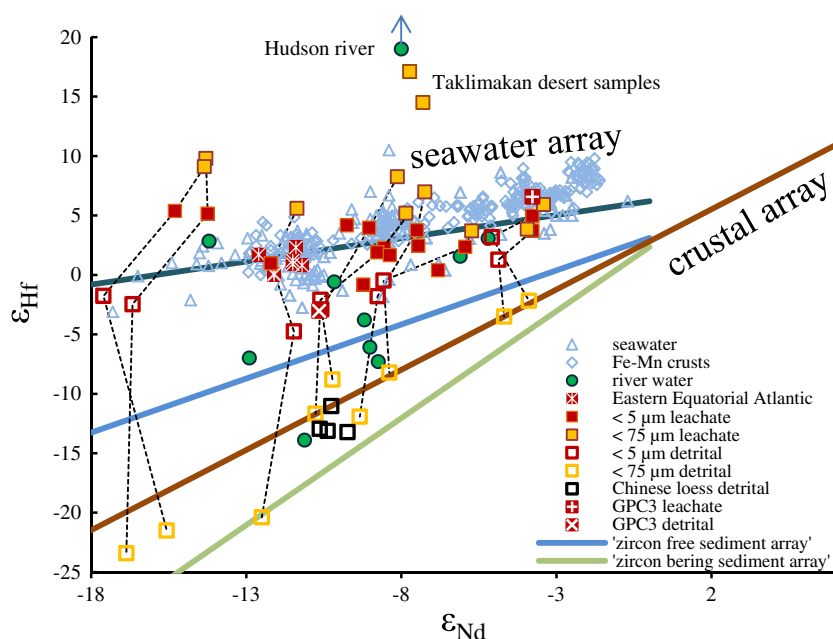 20
15
10
5
0
-5
-10
-15
-20
-25
-18
-13
-8
-3
2
εHf
εNd
Hudson river
Taklimakan desert samples
seawater array
crustal array
seawater
Fe-Mn crusts
river water
Eastern Equatorial Atlantic
< 5 μm leachate
< 75 μm leachate
< 5 μm detrital
< 75 μm detrital
Chinese loess detrital
GPC3 leachate
GPC3 detrital
'zircon free sediment array'
'zircon bering sediment array'